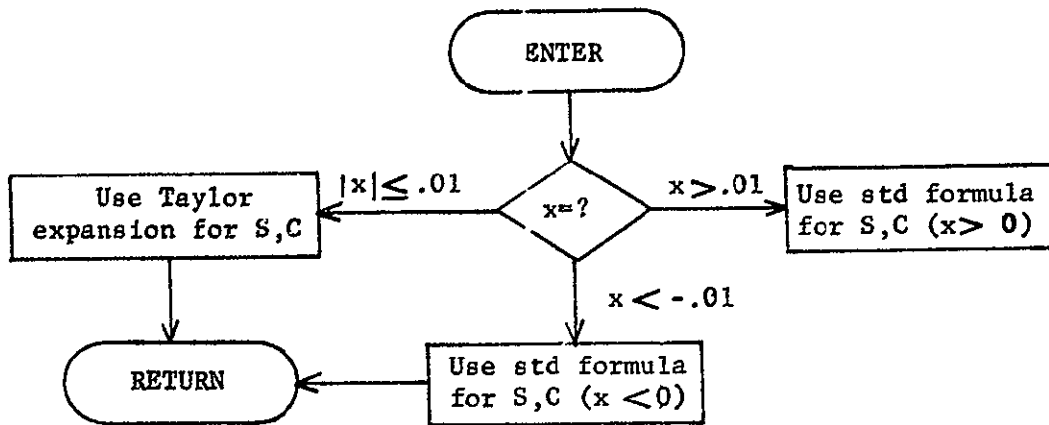 ENTER
|x|≤ .01
x=?
x>.01
Use Taylor
expansion for S,C
Use std formula
for S,C (x> 0)
x < -.01
RETURN
Use std formula
for S,C (x <0)